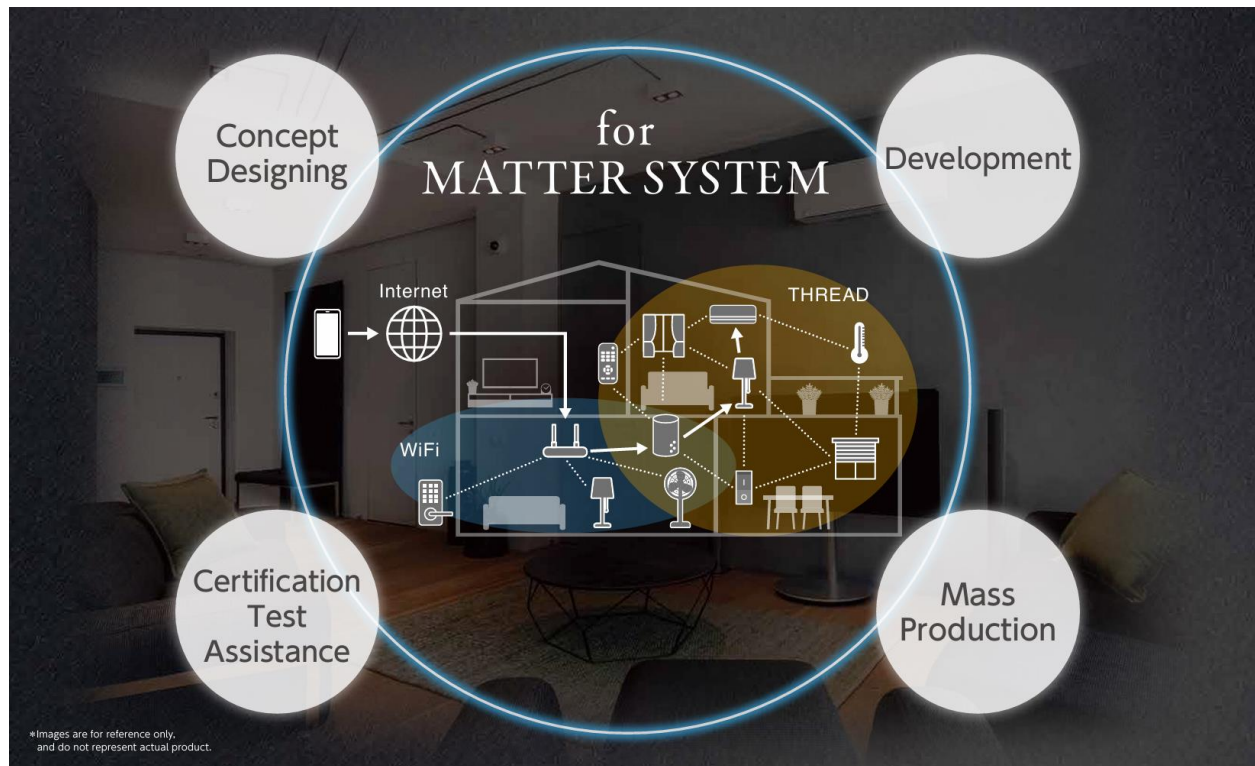 Concept
Designing
for
MATTER SYSTEM
Development
Internet
THREAD
WiFi
Certification
Test
Assistance
Mass
Production
*Images are for reference only,
and do not represent actual product.